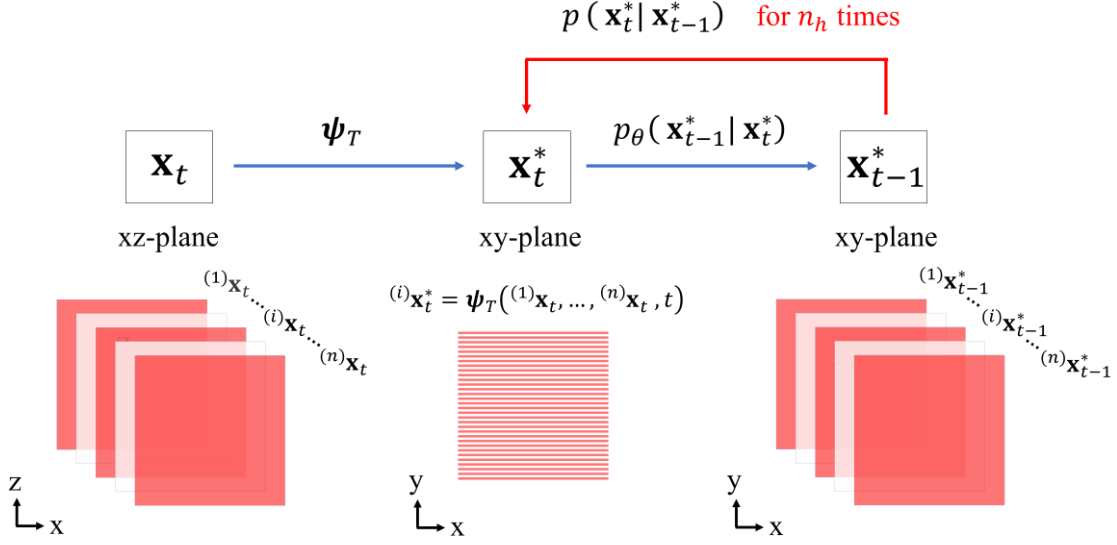 p ( x*_t | x*_{t−1} ) for n_h times
ψ_T
p_θ( x*_{t−1} | x*_t )
x_t
x*_t
x*_{t−1}
xz-plane
xy-plane
xy-plane
(1)x_t
...
(i)x_t
...
(n)x_t
(i)x*_t = ψ_T((1)x_t, ..., (n)x_t , t)
(1)x*_{t−1}
...
(i)x*_{t−1}
...
(n)x*_{t−1}
z
x
y
x
y
x